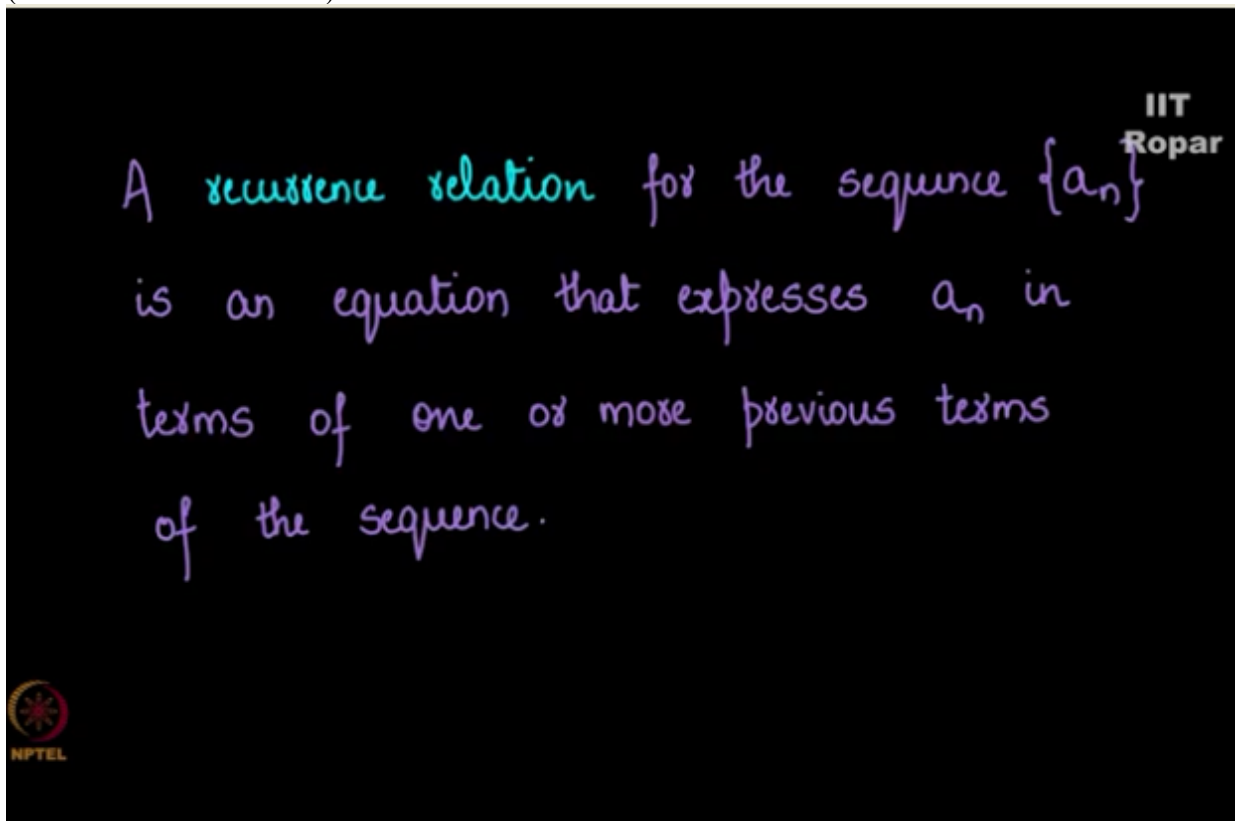 IIT
Ropar
A recurrence relation for the sequence {aₙ}
is an equation that expresses aₙ in
terms of one or more previous terms
of the sequence.
NPTEL